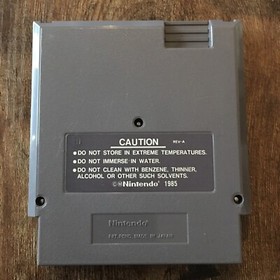 CAUTION REV-A
•DO NOT STORE IN EXTREME TEMPERATURES.
•DO NOT IMMERSE IN WATER.
•DO NOT CLEAN WITH BENZENE, THINNER,
ALCOHOL OR OTHER SUCH SOLVENTS.
Nintendo 1985
Nintendo